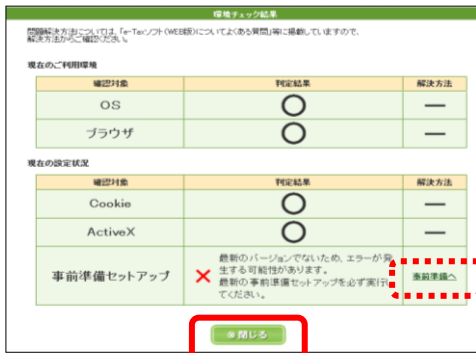 環境チェック結果
問題解決方法については、「e-Taxソフト(WEB版)についてよくある質問」等に掲載していますので、
解決方法からご確認ください。
現在のご利用環境
確認対象 判定結果 解決方法
OS ○ ―
ブラウザ ○ ―
現在の設定状況
確認対象 判定結果 解決方法
Cookie ○ ―
ActiveX ○ ―
事前準備セットアップ × 最新のバージョンでないため、エラーが発
生する可能性があります。
最新の事前準備セットアップを必ず実行し
てください。
事前準備へ
閉じる